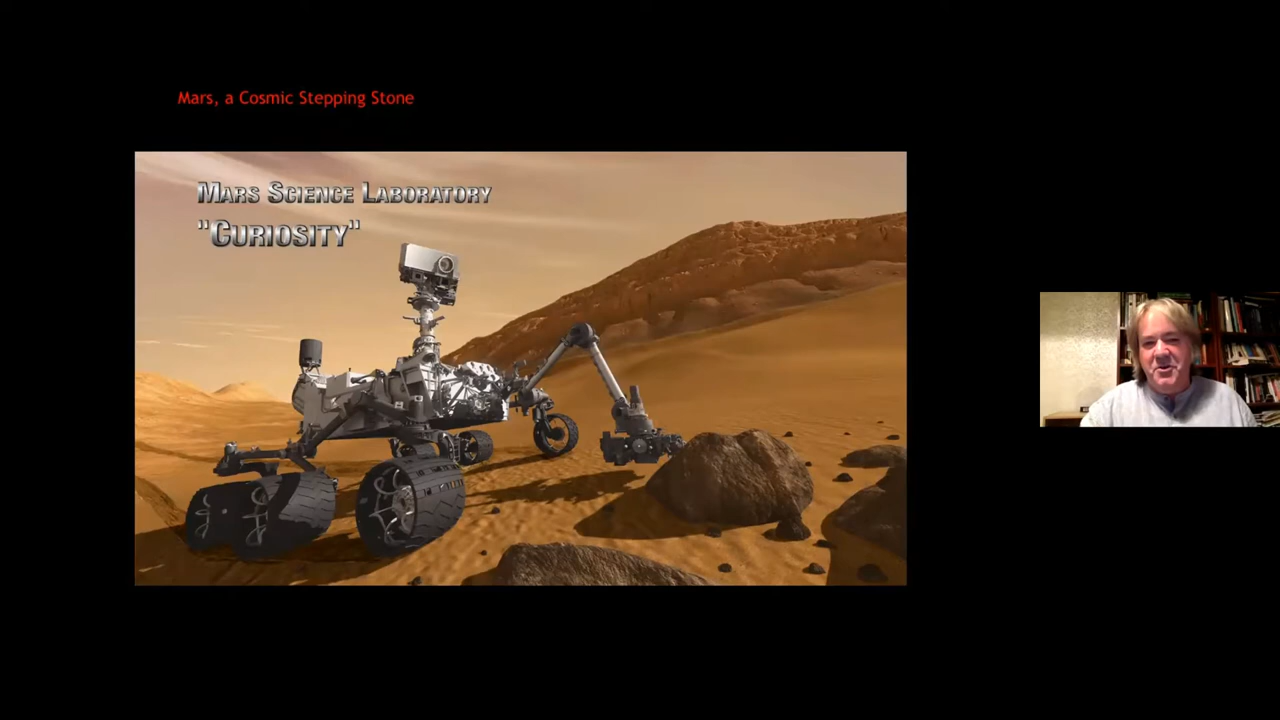 Mars, a Cosmic Stepping Stone
Mars Science Laboratory
"Curiosity"